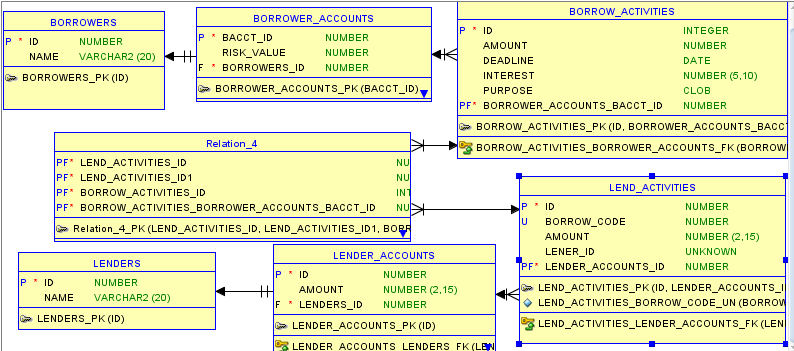 BORROWERS
P * ID NUMBER
NAME VARCHAR2 (20)
BORROWERS_PK (ID)
BORROWER_ACCOUNTS
P * BACCT_ID NUMBER
RISK_VALUE NUMBER
F * BORROWERS_ID NUMBER
BORROWER_ACCOUNTS_PK (BACCT_ID)
BORROW_ACTIVITIES
P * ID INTEGER
AMOUNT NUMBER
DEADLINE DATE
INTEREST NUMBER (5,10)
PURPOSE CLOB
PF* BORROWER_ACCOUNTS_BACCT_ID NUMBER
BORROW_ACTIVITIES_PK (ID, BORROWER_ACCOUNTS_BACCT
BORROW_ACTIVITIES_BORROWER_ACCOUNTS_FK (BORROW
Relation_4
PF* LEND_ACTIVITIES_ID NU
PF* LEND_ACTIVITIES_ID1 NU
PF* BORROW_ACTIVITIES_ID INT
PF* BORROW_ACTIVITIES_BORROWER_ACCOUNTS_BACCT_ID NU
Relation_4_PK (LEND_ACTIVITIES_ID, LEND_ACTIVITIES_ID1, BORR
LEND_ACTIVITIES
P * ID NUMBER
U BORROW_CODE NUMBER
AMOUNT NUMBER (2,15)
LENER_ID UNKNOWN
PF* LENDER_ACCOUNTS_ID NUMBER
LEND_ACTIVITIES_PK (ID, LENDER_ACCOUNTS_I
LEND_ACTIVITIES_BORROW_CODE_UN (BORROW
LEND_ACTIVITIES_LENDER_ACCOUNTS_FK (LEN
LENDERS
P * ID NUMBER
NAME VARCHAR2 (20)
LENDERS_PK (ID)
LENDER_ACCOUNTS
P * ID NUMBER
AMOUNT NUMBER (2,15)
F * LENDERS_ID NUMBER
LENDER_ACCOUNTS_PK (ID)
LENDER_ACCOUNTS_LENDERS_FK (LEN